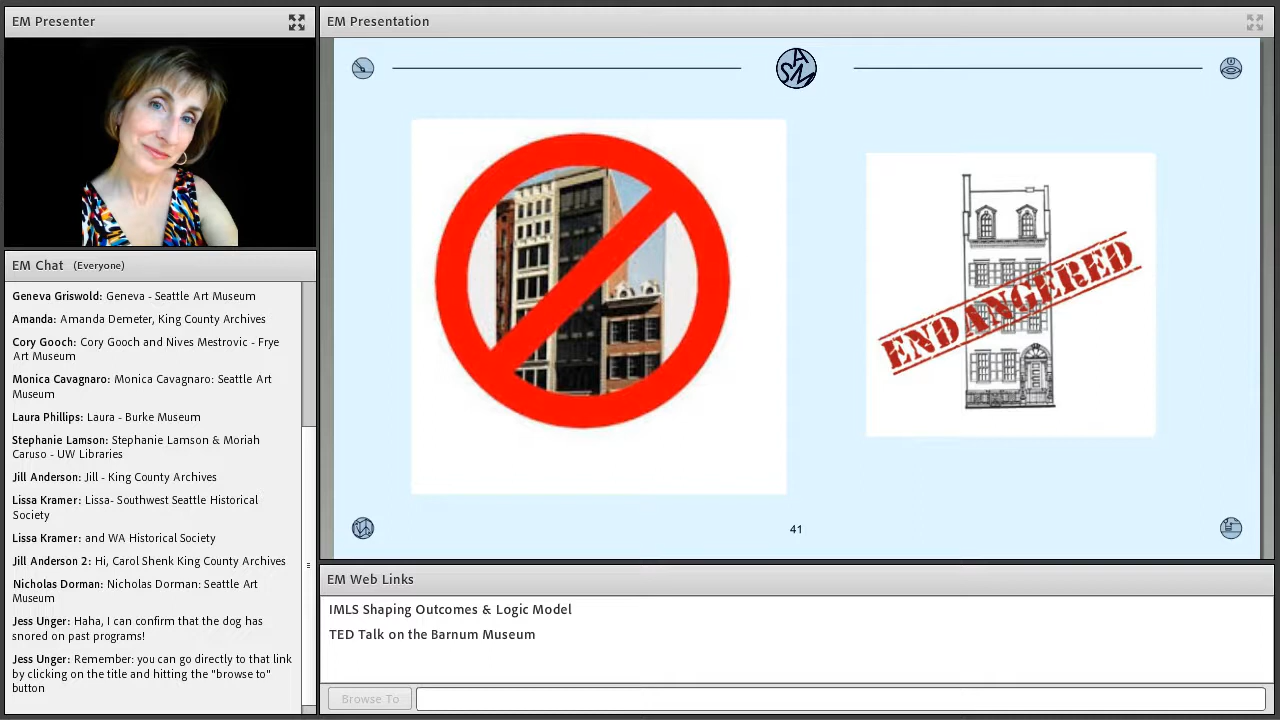 EM Presenter
EM Chat (Everyone)
Geneva Griswold: Geneva - Seattle Art Museum
Amanda: Amanda Demeter, King County Archives
Cory Gooch: Cory Gooch and Nives Mestrovic - Frye
Art Museum
Monica Cavagnaro: Monica Cavagnaro: Seattle Art
Museum
Laura Phillips: Laura - Burke Museum
Stephanie Lamson: Stephanie Lamson & Moriah
Caruso - UW Libraries
Jill Anderson: Jill - King County Archives
Lissa Kramer: Lissa- Southwest Seattle Historical
Society
Lissa Kramer: and WA Historical Society
Jill Anderson 2: Hi, Carol Shenk King County Archives
Nicholas Dorman: Nicholas Dorman: Seattle Art
Museum
Jess Unger: Haha, I can confirm that the dog has
snored on past programs!
Jess Unger: Remember: you can go directly to that link
by clicking on the title and hitting the "browse to"
button
EM Presentation
ASM
ENDANGERED
41
EM Web Links
IMLS Shaping Outcomes & Logic Model
TED Talk on the Barnum Museum
Browse To